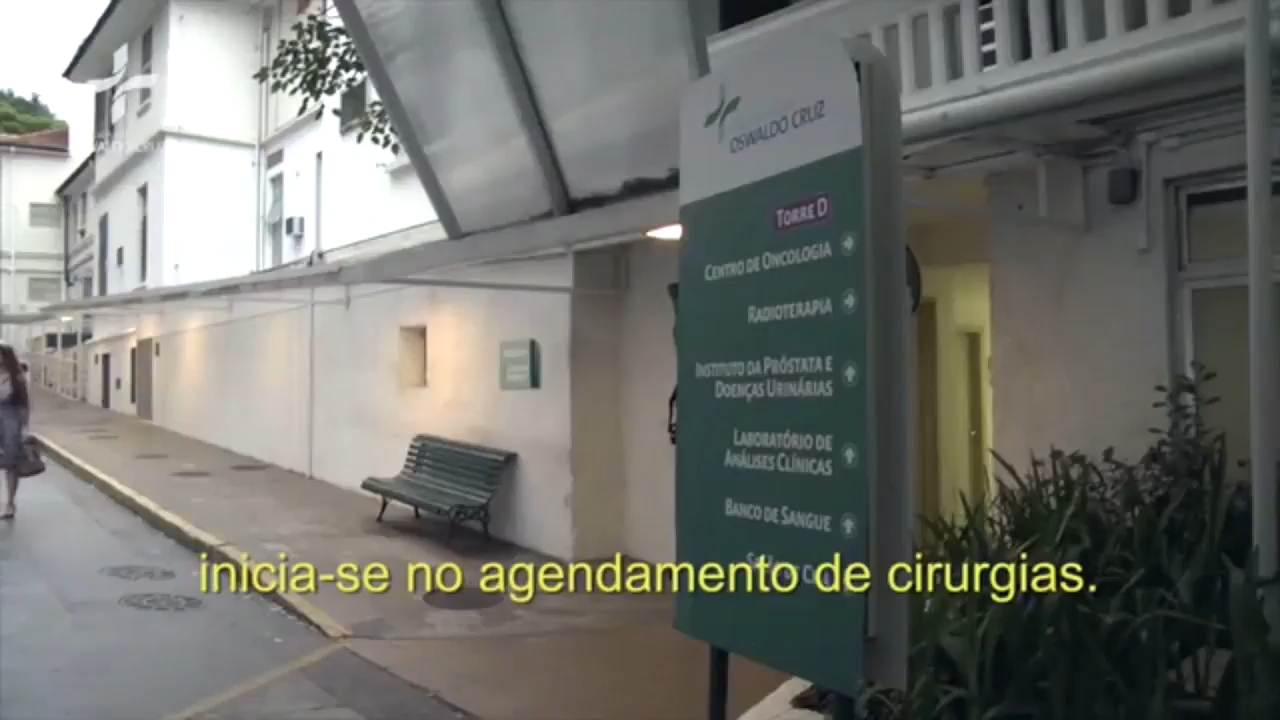 OSWALDO CRUZ
TORRE D
CENTRO DE ONCOLOGIA
RADIOTERAPIA
INSTITUTO DA PRÓSTATA E
DOENÇAS URINÁRIAS
LABORATÓRIO DE
ANÁLISES CLÍNICAS
BANCO DE SANGUE
inicia-se no agendamento de cirurgias.